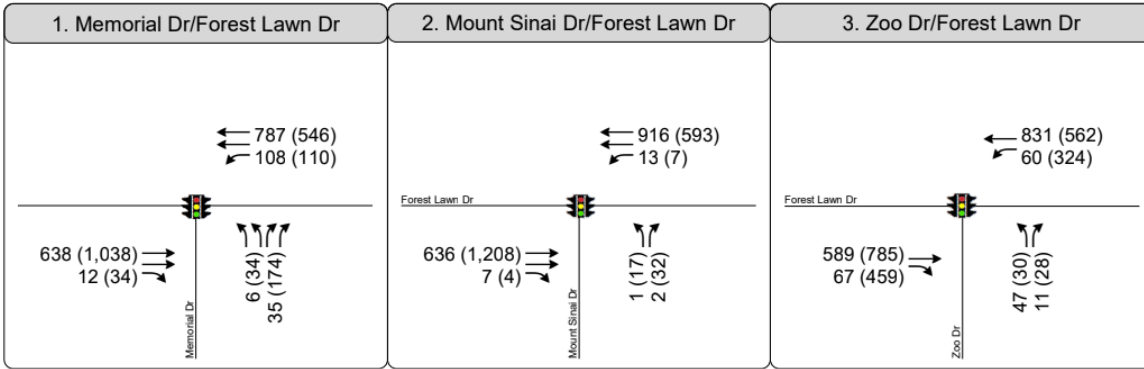 1. Memorial Dr/Forest Lawn Dr
787 (546)
108 (110)
638 (1,038)
12 (34)
6 (34)
35 (174)
Memorial Dr
2. Mount Sinai Dr/Forest Lawn Dr
916 (593)
13 (7)
Forest Lawn Dr
636 (1,208)
7 (4)
1 (17)
2 (32)
Mount Sinai Dr
3. Zoo Dr/Forest Lawn Dr
831 (562)
60 (324)
Forest Lawn Dr
589 (785)
67 (459)
47 (30)
11 (28)
Zoo Dr